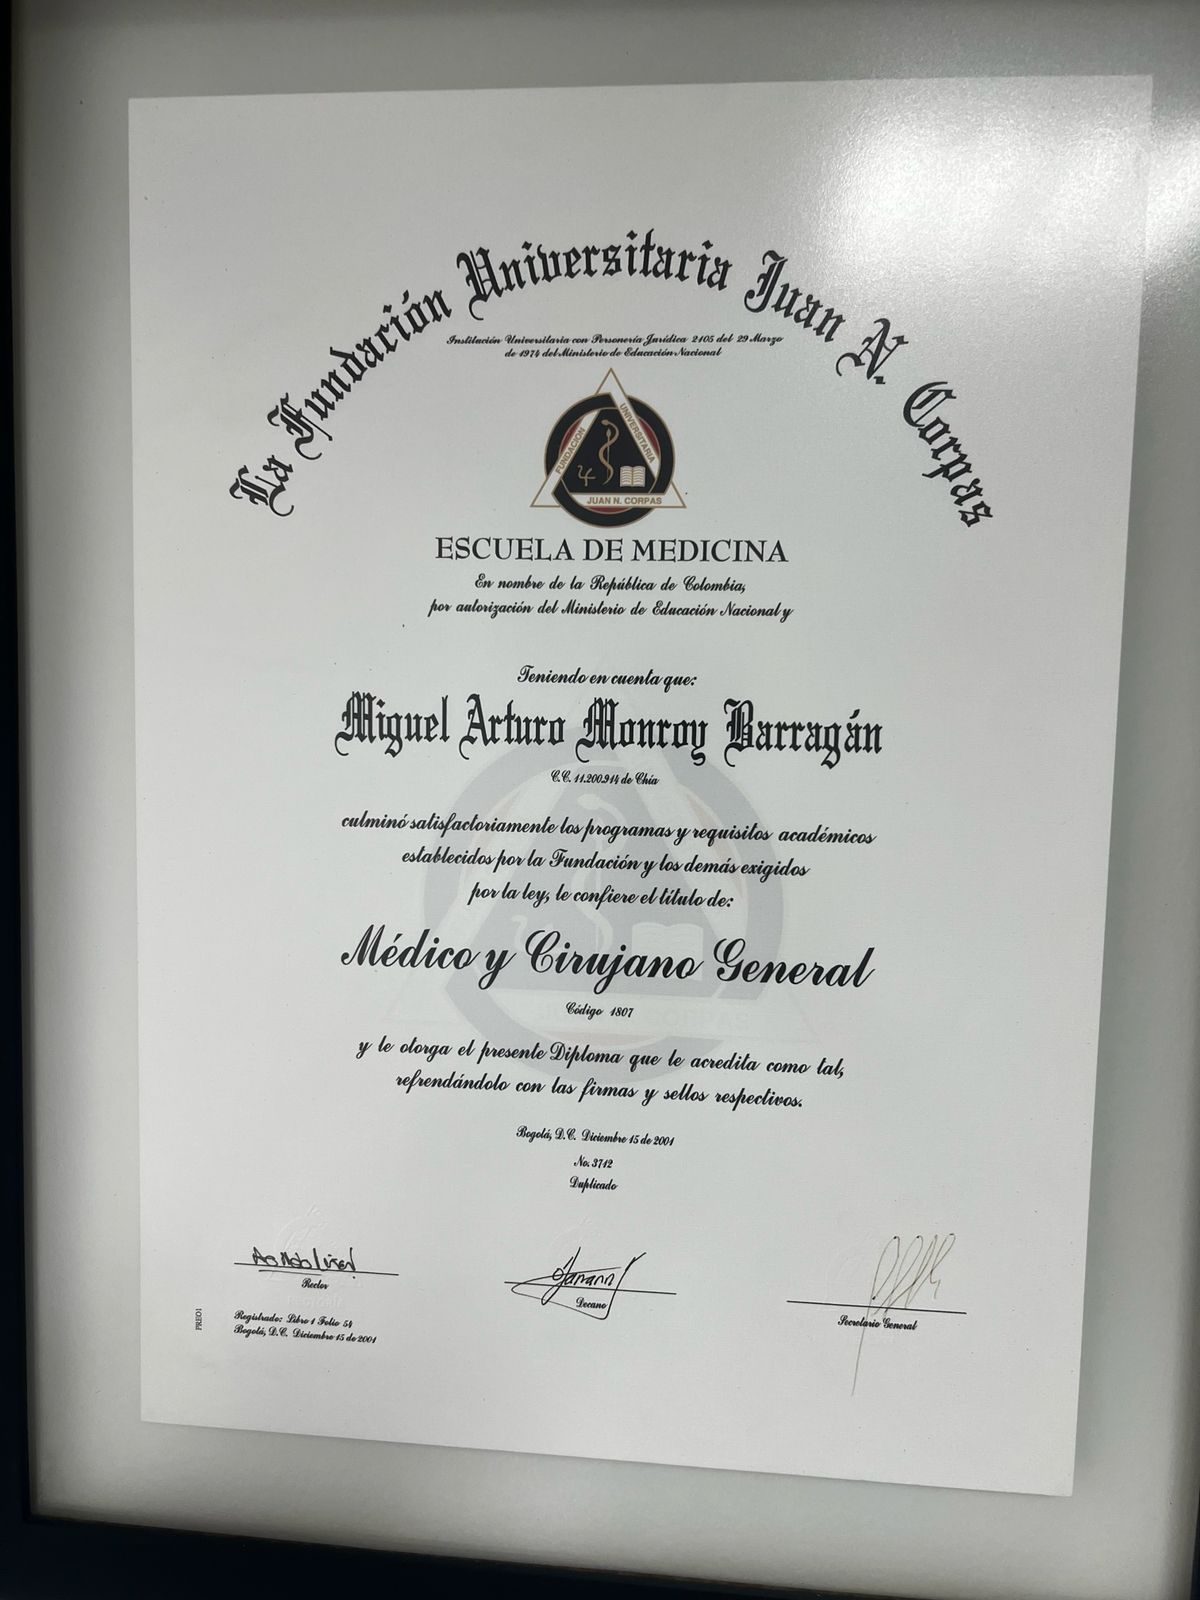 La Fundación Universitaria Juan N. Corpas
Institución Universitaria con Personería Jurídica 2105 del 29 Marzo
de 1974 del Ministerio de Educación Nacional
FUNDACION UNIVERSITARIA
JUAN N. CORPAS
ESCUELA DE MEDICINA
En nombre de la República de Colombia,
por autorización del Ministerio de Educación Nacional y
Teniendo en cuenta que:
Miguel Arturo Monroy Barragán
C.C. 11.200.914 de Chía
culminó satisfactoriamente los programas y requisitos académicos
establecidos por la Fundación y los demás exigidos
por la ley, le confiere el título de:
Médico y Cirujano General
Código 1807
y le otorga el presente Diploma que le acredita como tal,
refrendándolo con las firmas y sellos respectivos.
Bogotá, D.C. Diciembre 15 de 2001
No. 3712
Duplicado
Rector
Decano
Secretario General
Registrado: Libro 1 Folio 54
Bogotá, D.C. Diciembre 15 de 2001